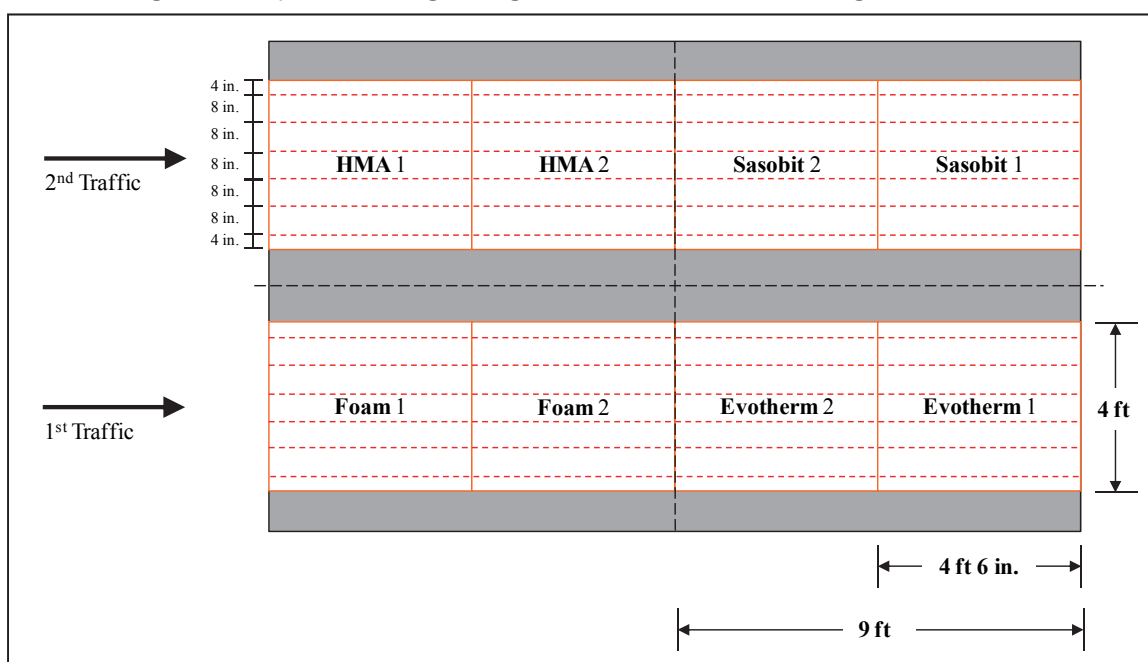 4 in.
8 in.
8 in.
8 in.
8 in.
8 in.
4 in.
2nd Traffic
HMA 1
HMA 2
Sasobit 2
Sasobit 1
1st Traffic
Foam 1
Foam 2
Evotherm 2
Evotherm 1
4 ft
4 ft 6 in.
9 ft